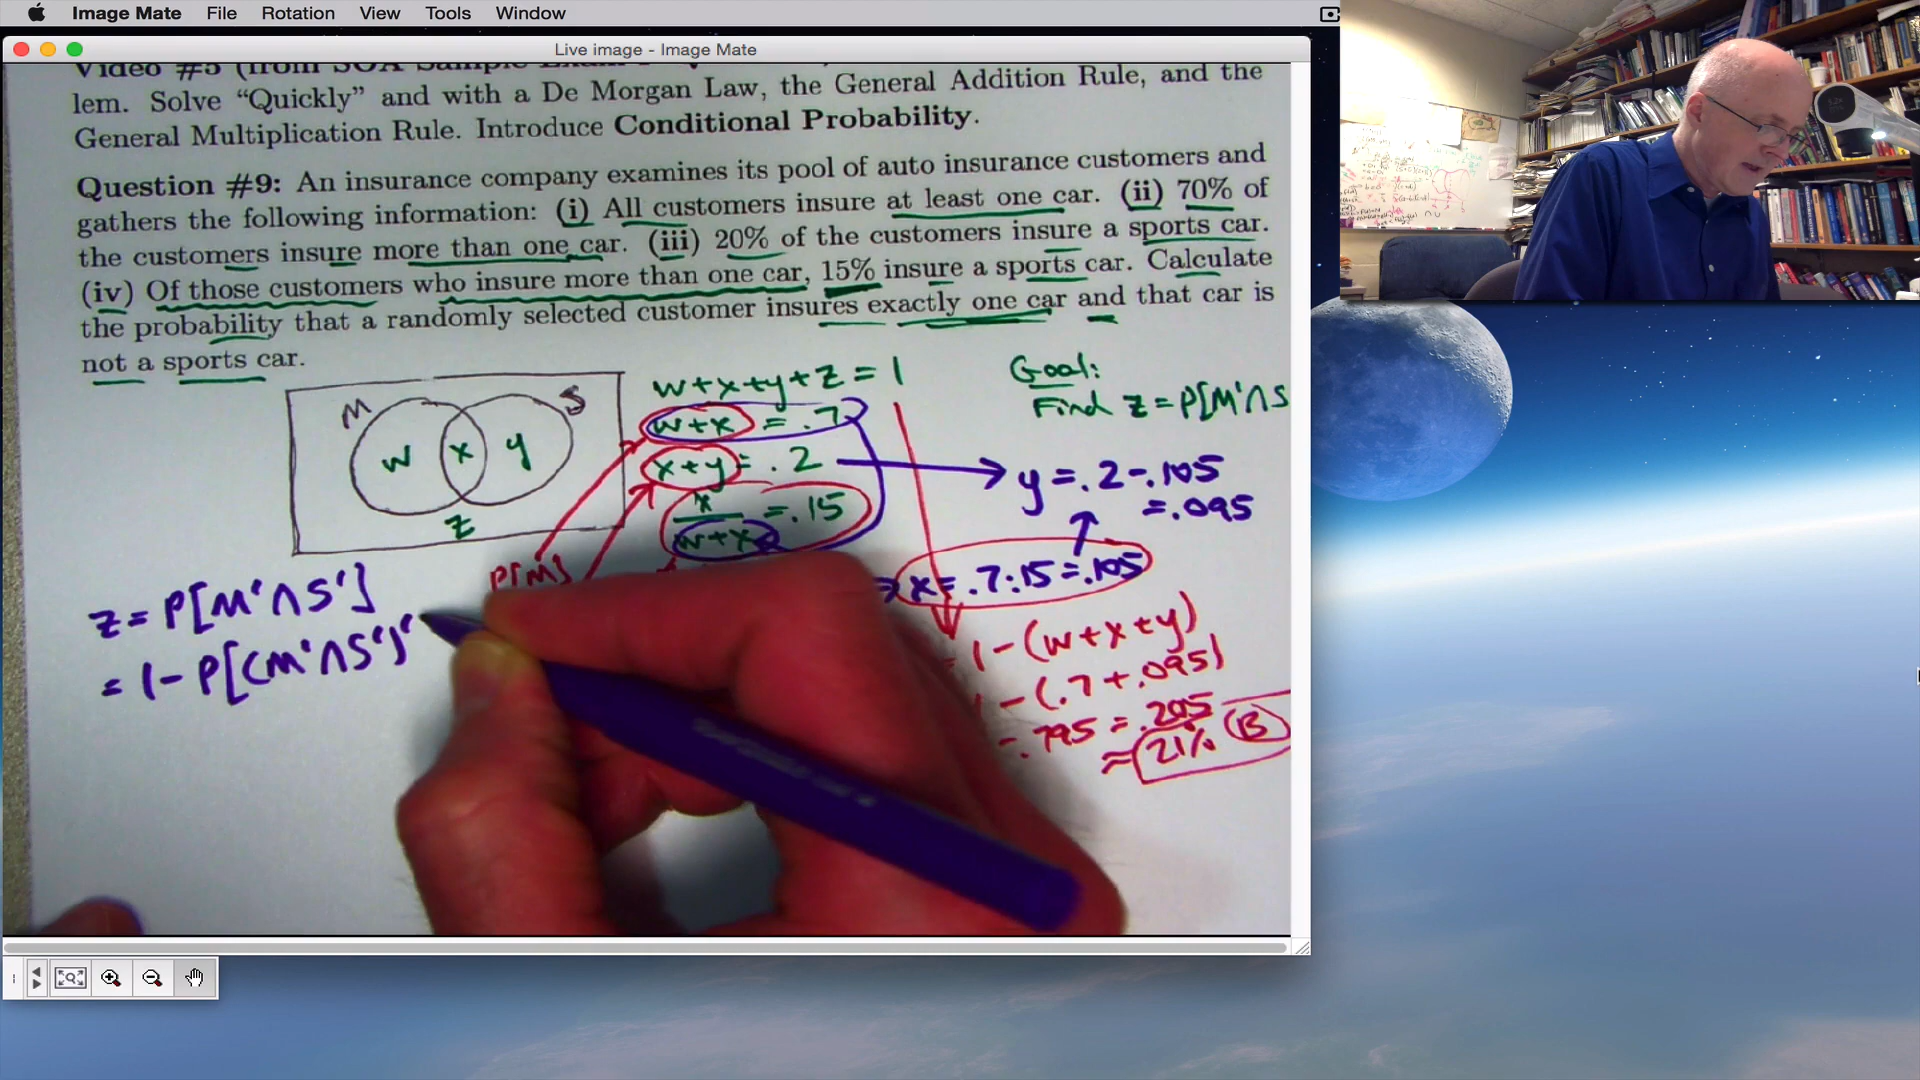 Image Mate File Rotation View Tools Window
Live image - Image Mate
Video #5 (from SOA Sample Exam
lem. Solve “Quickly” and with a De Morgan Law, the General Addition Rule, and the
General Multiplication Rule. Introduce Conditional Probability.
Question #9: An insurance company examines its pool of auto insurance customers and
gathers the following information: (i) All customers insure at least one car. (ii) 70% of
the customers insure more than one car. (iii) 20% of the customers insure a sports car.
(iv) Of those customers who insure more than one car, 15% insure a sports car. Calculate
the probability that a randomly selected customer insures exactly one car and that car is
not a sports car.
M S
w x y
z
w+x+y+z = 1
w+x = .7
x+y = .2
x
w+x
=.15
P[M]
Goal:
Find z = P[M'∩S
y = .2-.105
= .095
x = .7·.15 = .105
1-(w+x+y)
-(.7+.095)
-.795 = .205
≈ 21% (B)
z = P[M'∩S']
= 1-P[(M'∩S')'